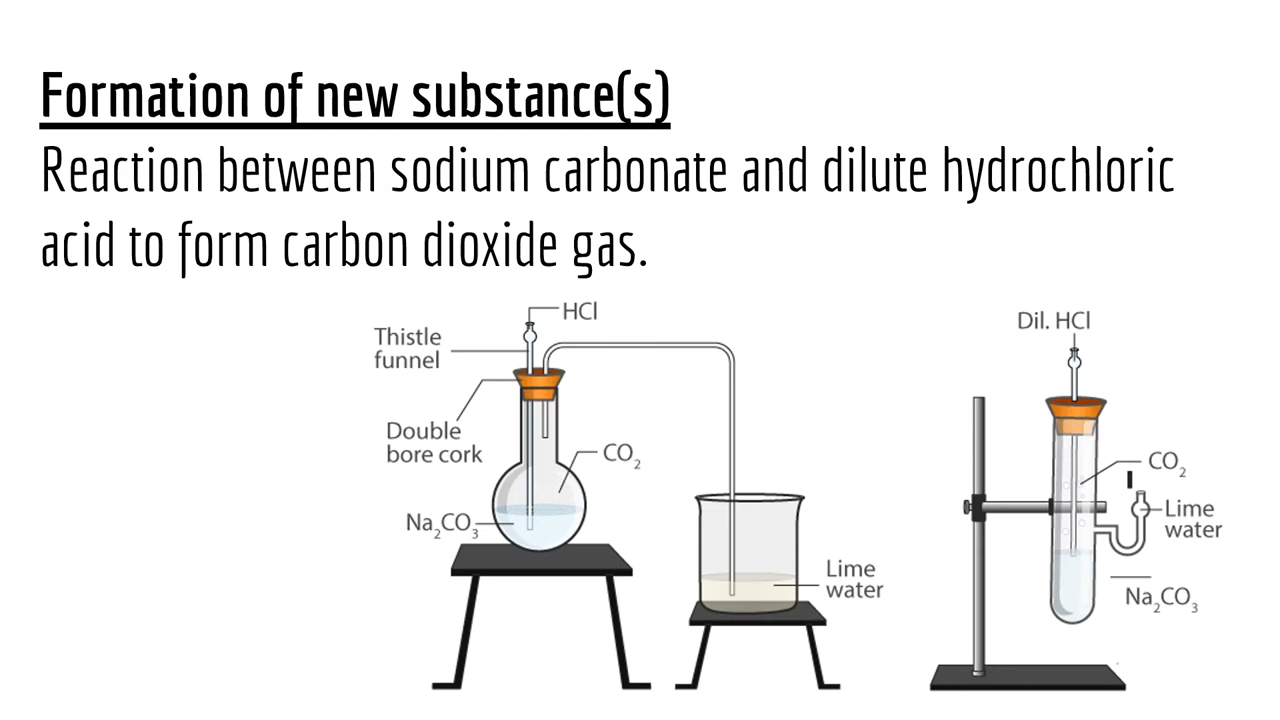 Formation of new substance(s)
Reaction between sodium carbonate and dilute hydrochloric
acid to form carbon dioxide gas.
HCl
Thistle
funnel
Double
bore cork
CO₂
Na₂CO₃
Lime
water
Dil. HCl
CO₂
Lime
water
Na₂CO₃